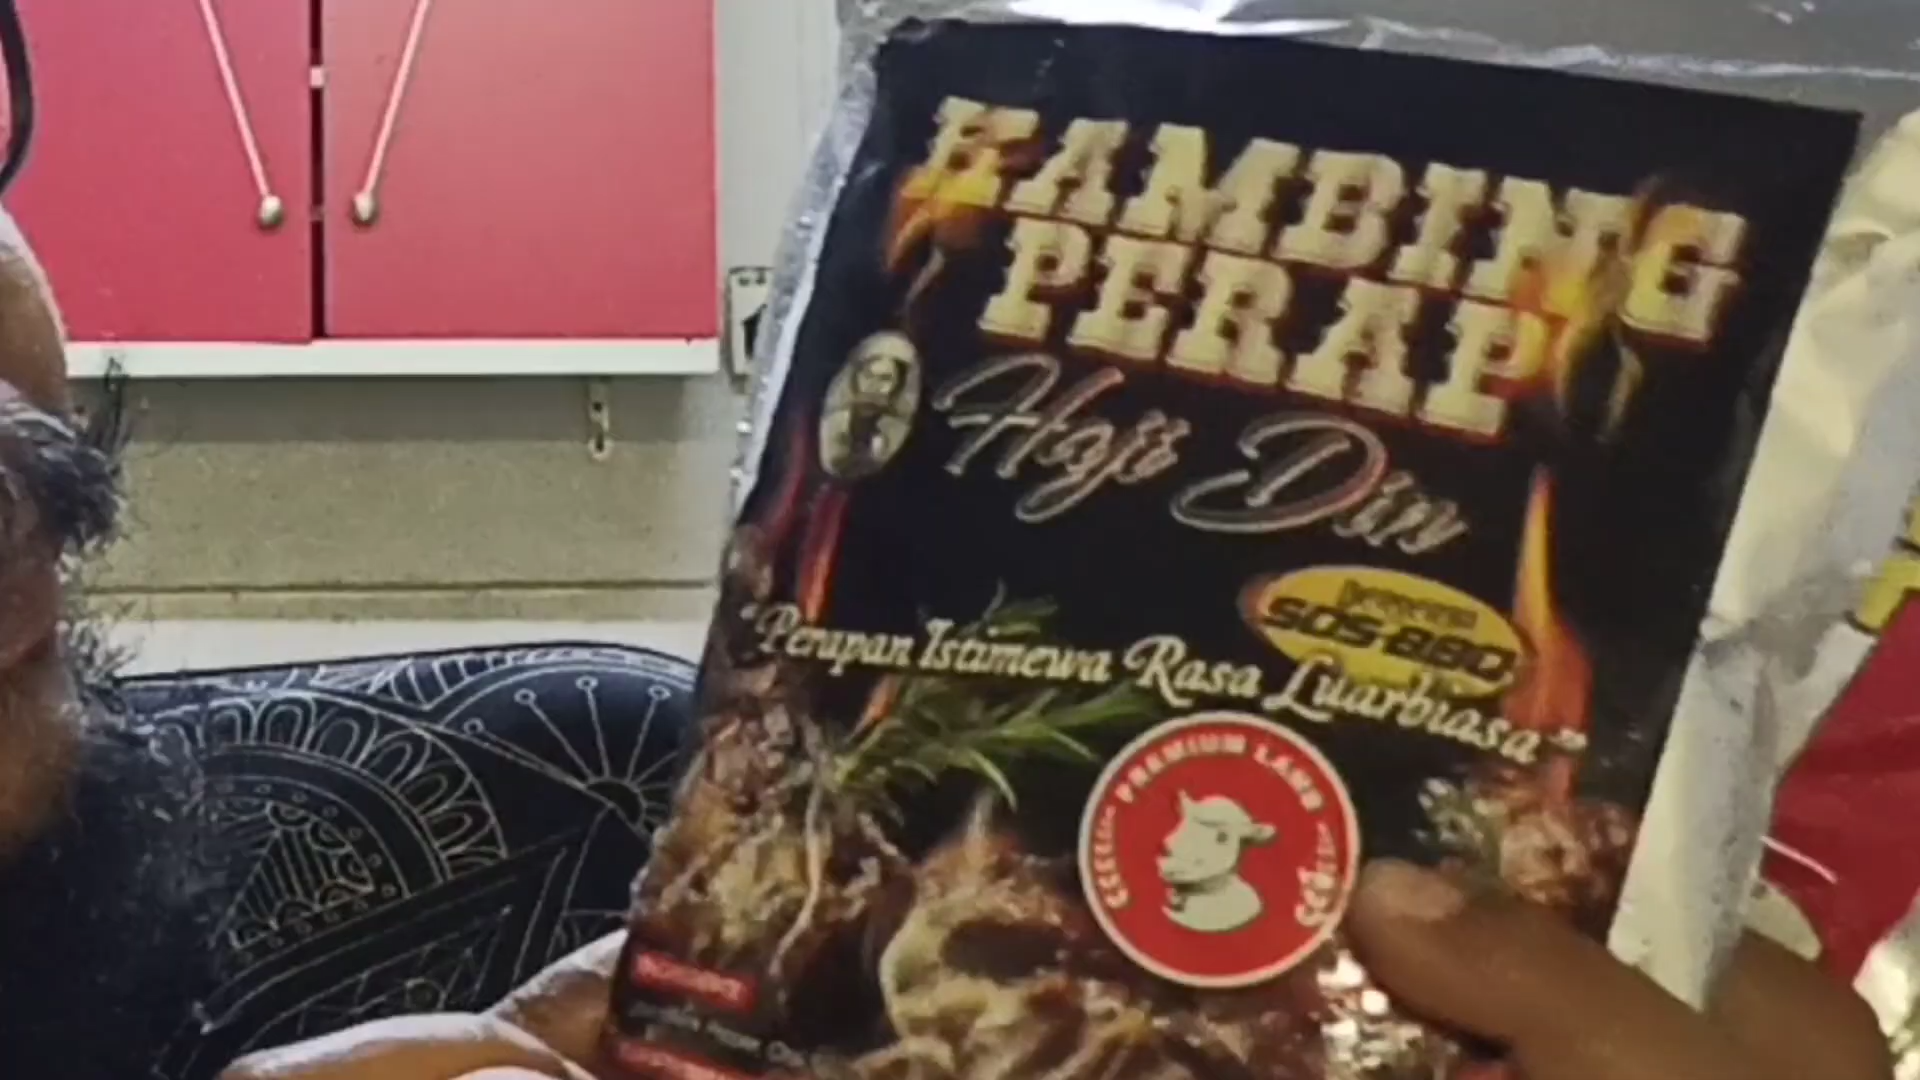 KAMBING
PERAP
Haji Din
SOS-BBQ
"Perapan Istimewa Rasa Luarbiasa"
PREMIUM LAMB